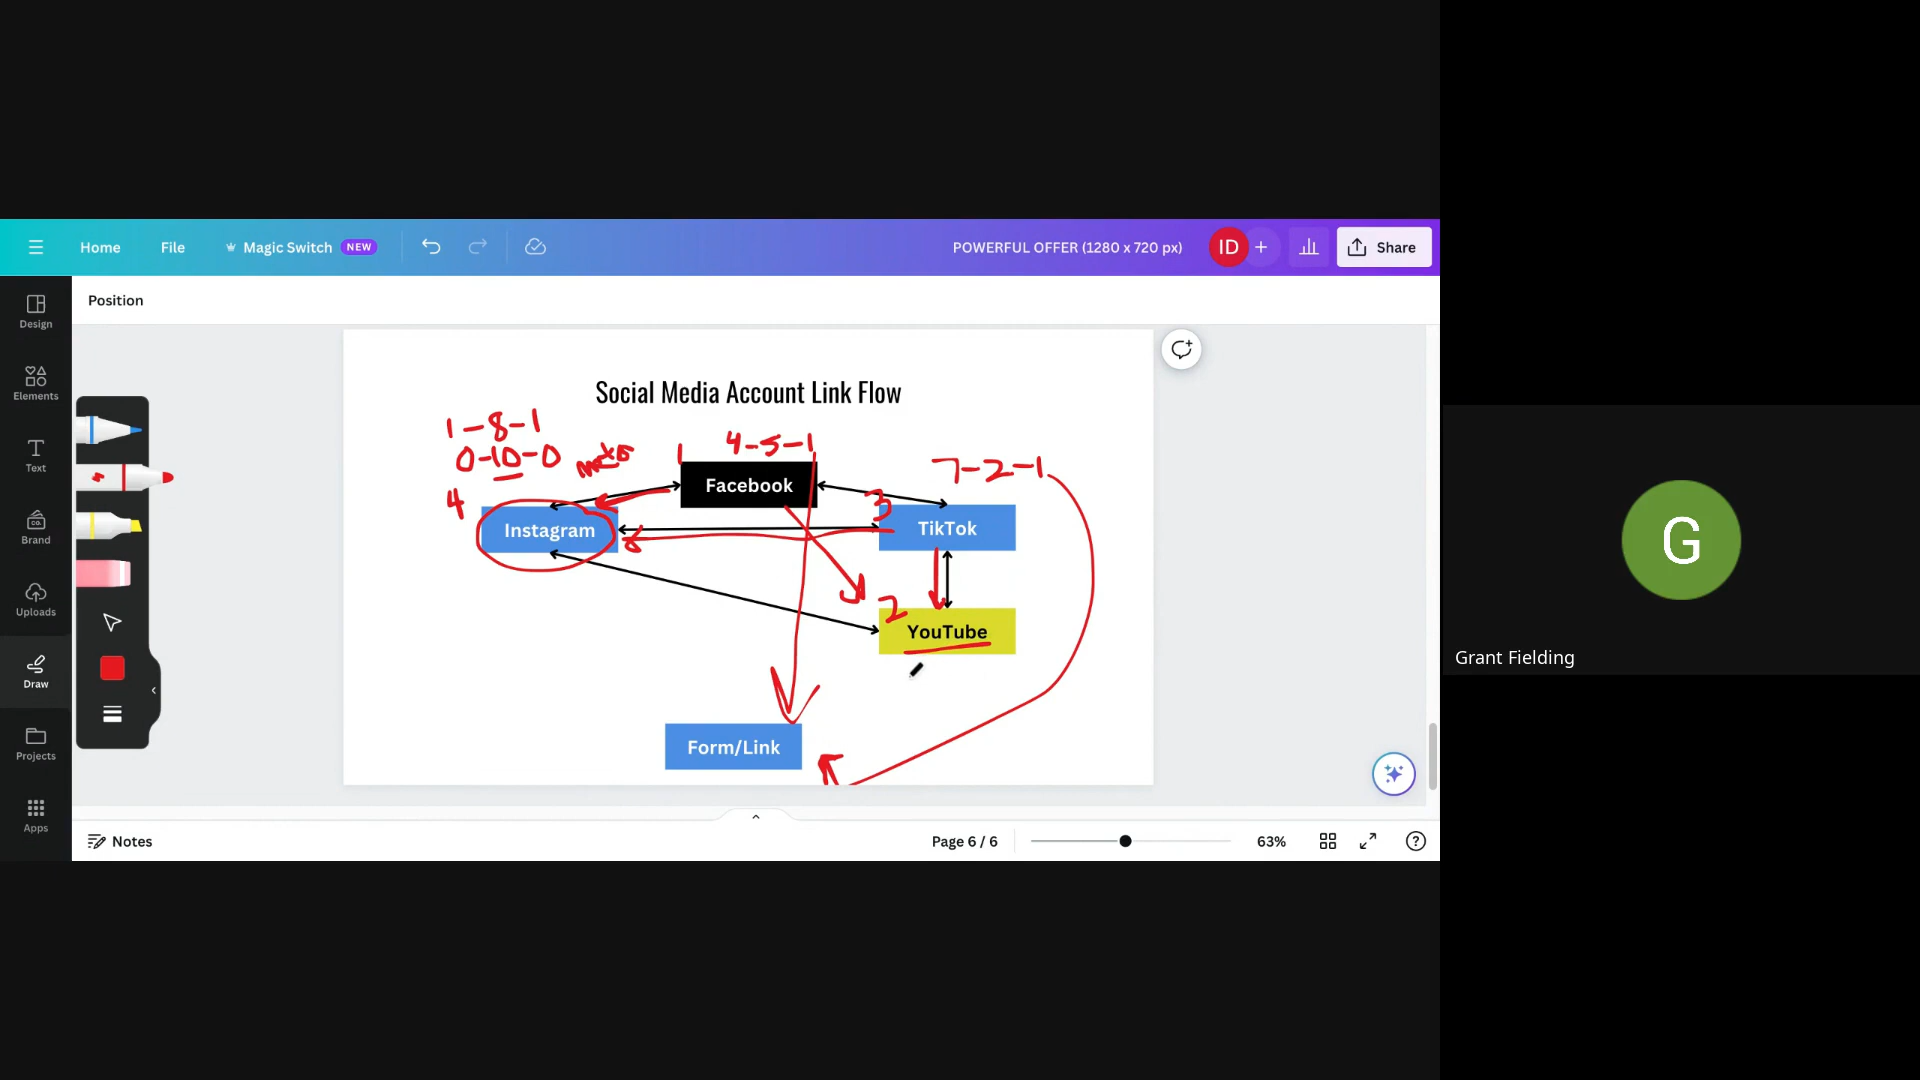 Home File Magic Switch NEW POWERFUL OFFER (1280 x 720 px) ID + Share
Position
Design
Elements
Text
Brand
Uploads
Draw
Projects
Apps
Social Media Account Link Flow
1-8-1
0-10-0
4-5-1
7-2-1
1
Facebook
4
Instagram
3
TikTok
2
YouTube
Form/Link
Notes Page 6 / 6 63% ?
G
Grant Fielding